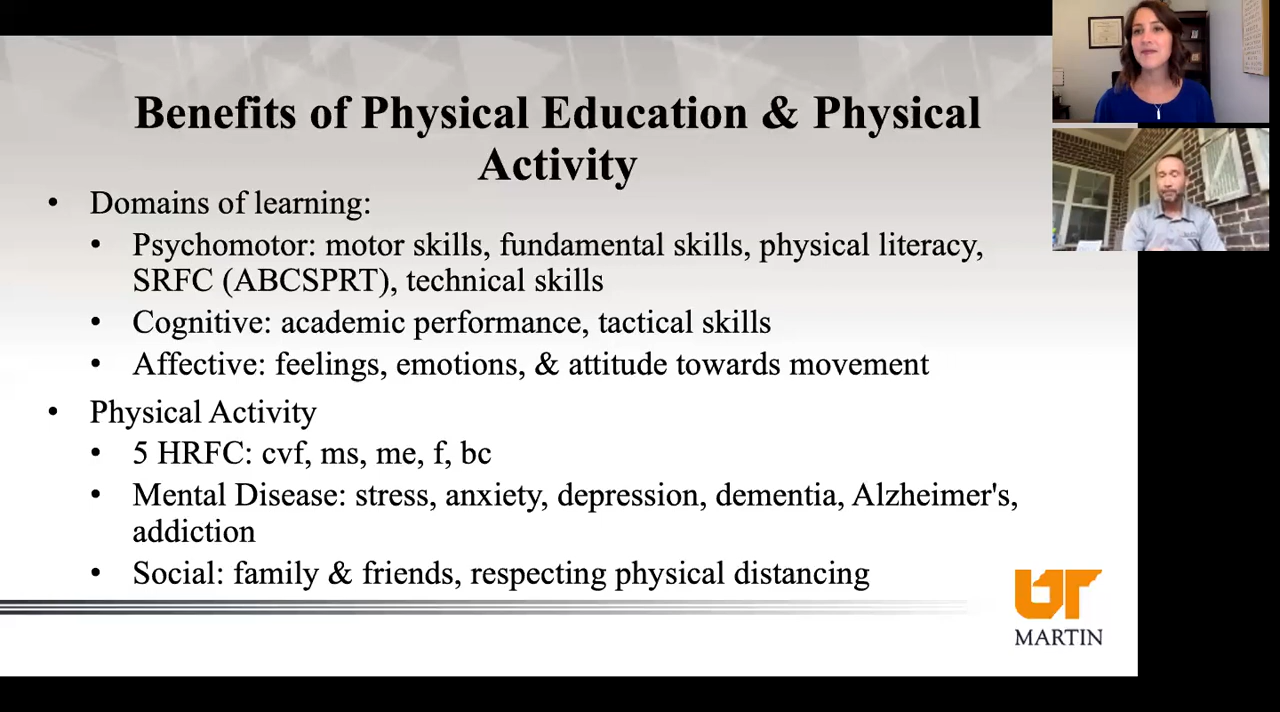 Benefits of Physical Education & Physical
Activity
• Domains of learning:
• Psychomotor: motor skills, fundamental skills, physical literacy,
SRFC (ABCSPRT), technical skills
• Cognitive: academic performance, tactical skills
• Affective: feelings, emotions, & attitude towards movement
• Physical Activity
• 5 HRFC: cvf, ms, me, f, bc
• Mental Disease: stress, anxiety, depression, dementia, Alzheimer's,
addiction
• Social: family & friends, respecting physical distancing
UT
MARTIN